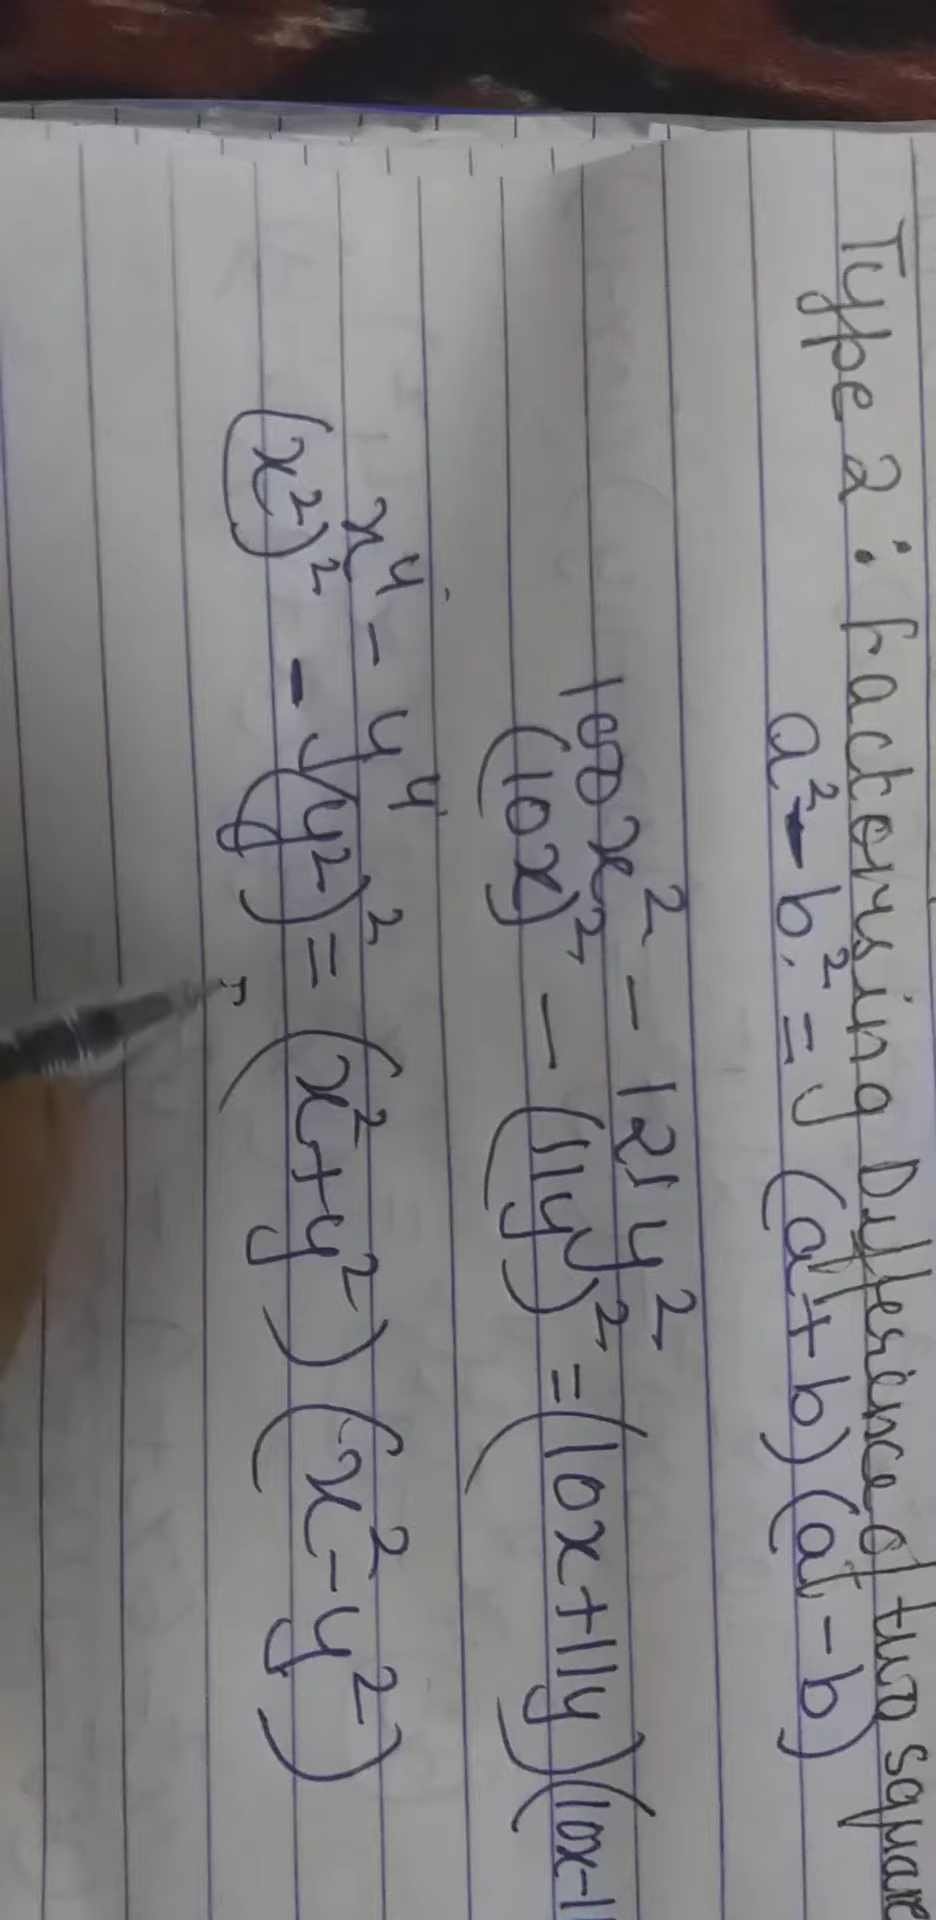 Type 2 : Factorising Difference of two square
a² - b² = (a + b) (a - b)
100x² - 121y²
(10x)² - (11y)² = (10x + 11y) (10x - 11
x⁴ - y⁴
(x²)² - (y²)² = (x² + y²) (x² - y²)